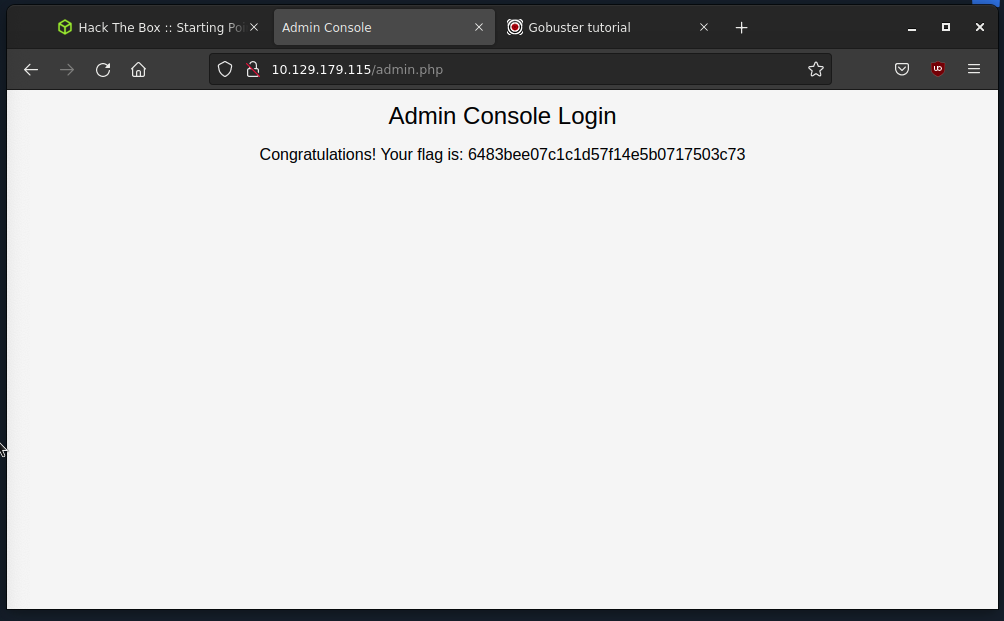 Hack The Box :: Starting Poi
Admin Console
Gobuster tutorial
10.129.179.115/admin.php
Admin Console Login
Congratulations! Your flag is: 6483bee07c1c1d57f14e5b0717503c73